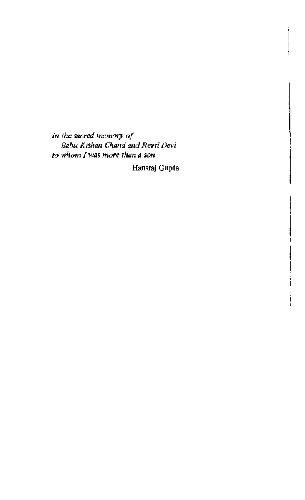 In the sacred memory of
Babu Kishan Chand and Revti Devi
to whom I was more than a son
Hansraj Gupta